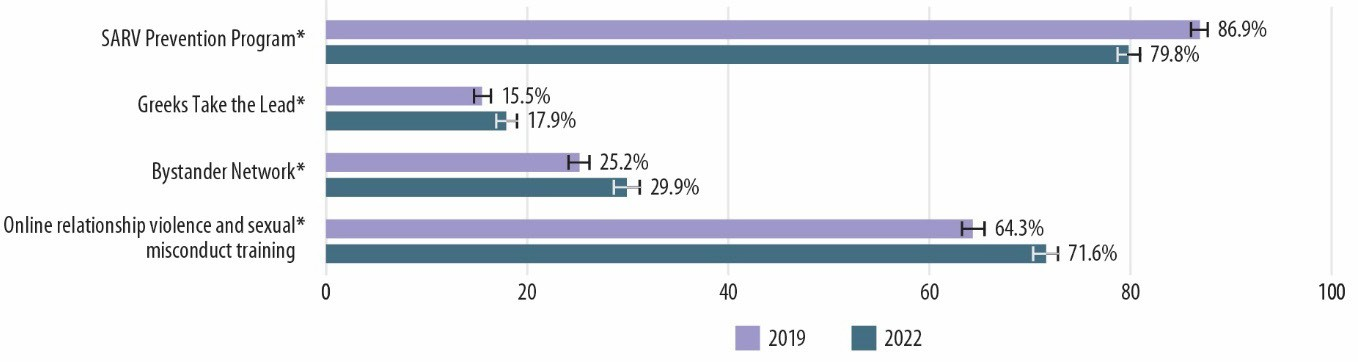 SARV Prevention Program*
86.9%
79.8%
Greeks Take the Lead*
15.5%
17.9%
Bystander Network*
25.2%
29.9%
Online relationship violence and sexual*
misconduct training
64.3%
71.6%
0 20 40 60 80 100
2019 2022